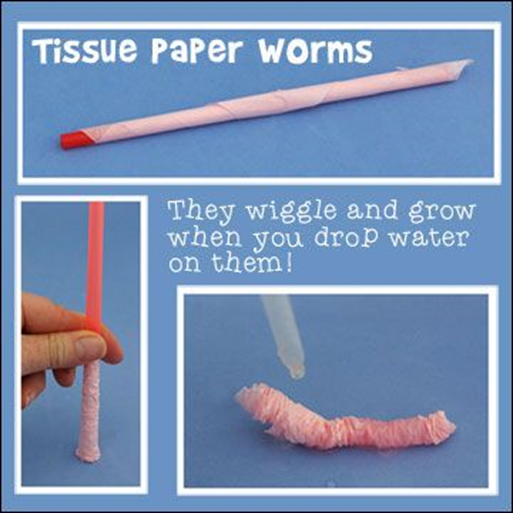 Tissue Paper Worms
They wiggle and grow
when you drop water
on them!